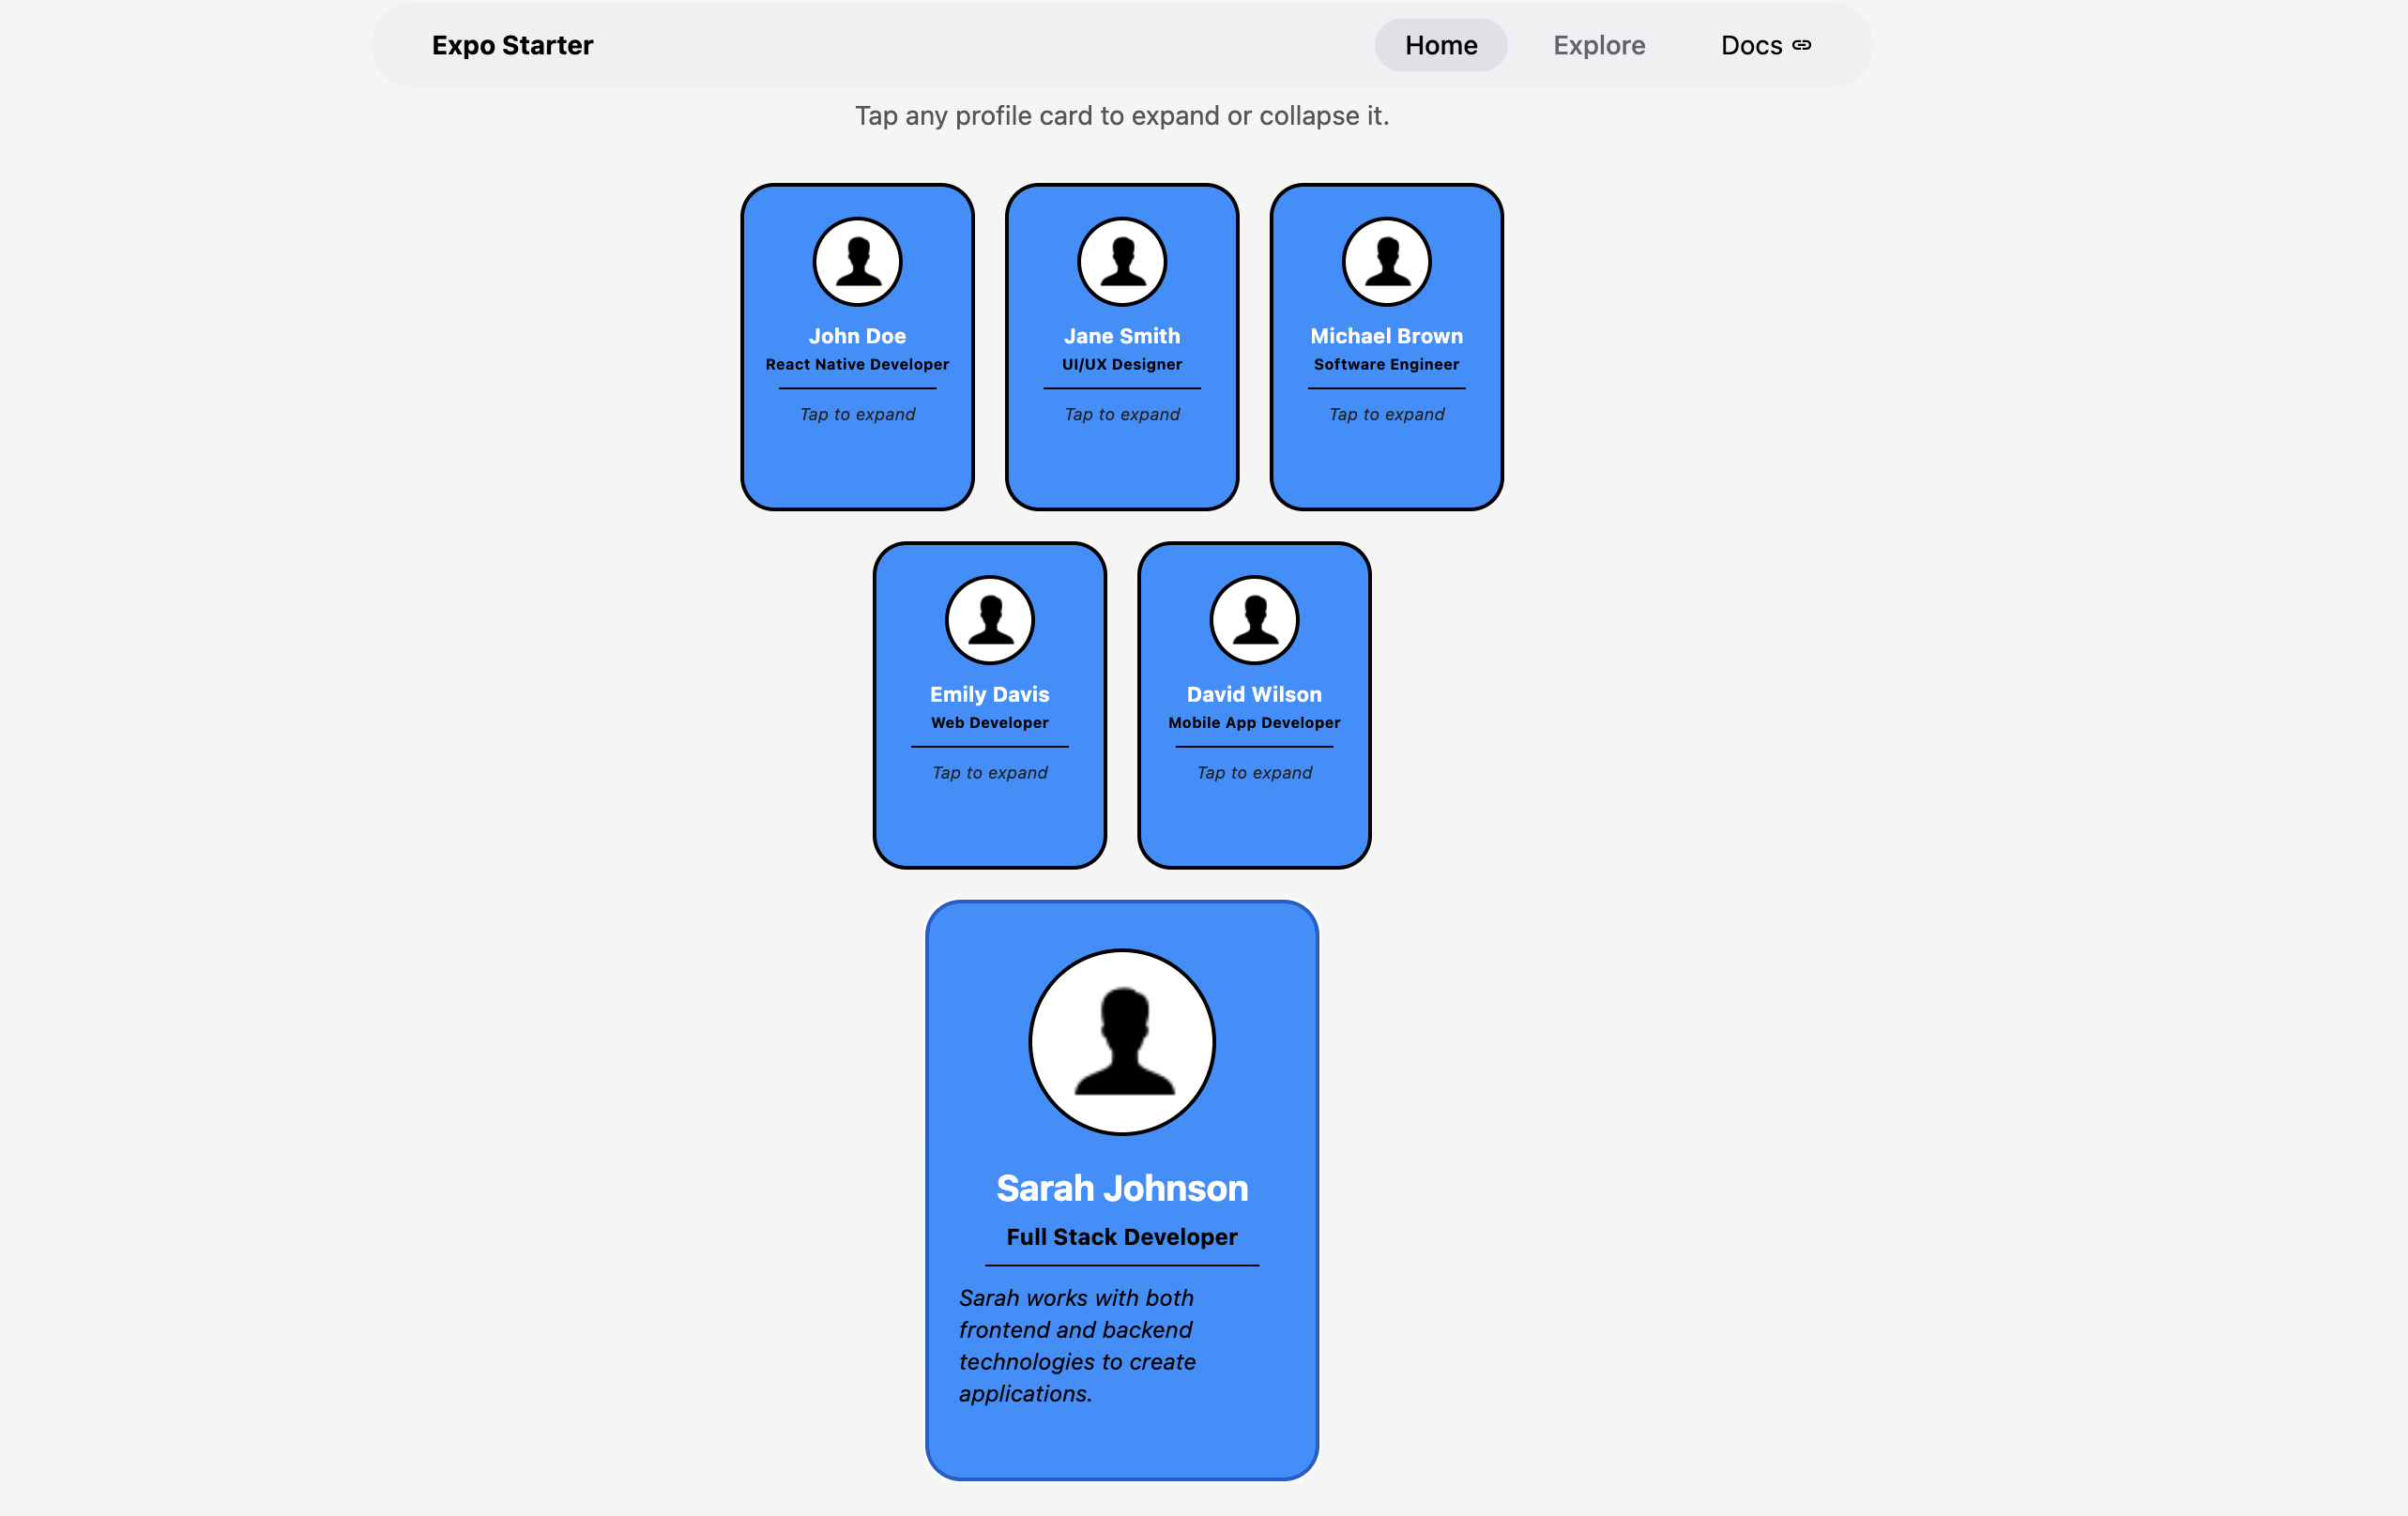 Expo Starter
Home
Explore
Docs
Tap any profile card to expand or collapse it.
John Doe
React Native Developer
Tap to expand
Jane Smith
UI/UX Designer
Tap to expand
Michael Brown
Software Engineer
Tap to expand
Emily Davis
Web Developer
Tap to expand
David Wilson
Mobile App Developer
Tap to expand
Sarah Johnson
Full Stack Developer
Sarah works with both
frontend and backend
technologies to create
applications.